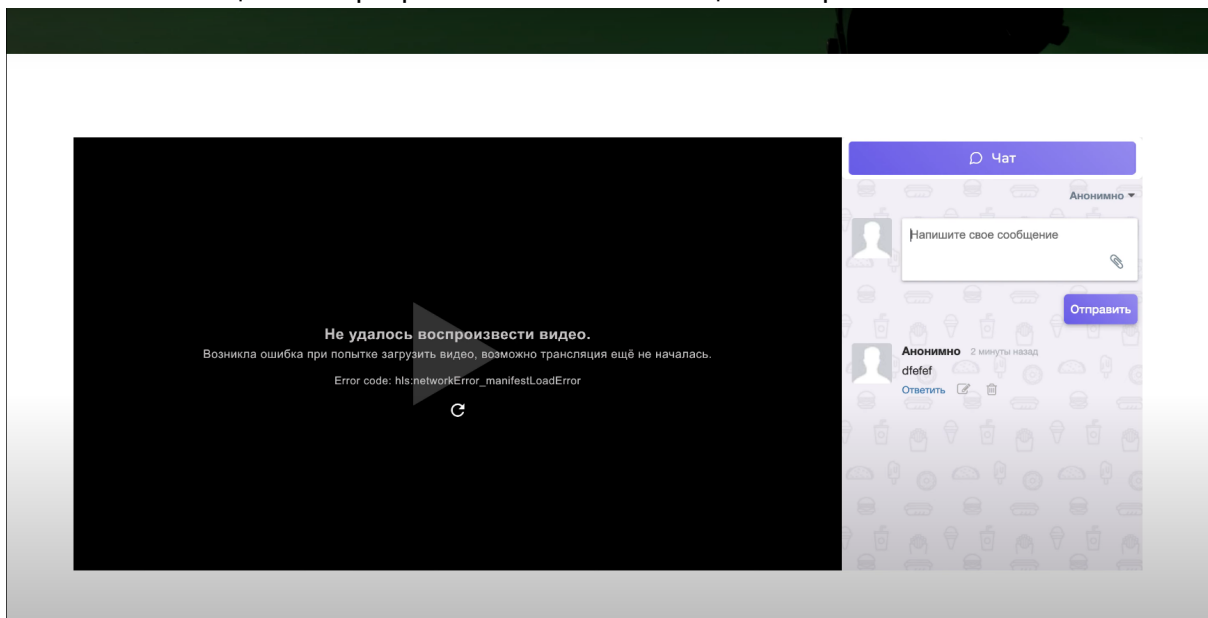 Чат
Анонимно
Напишите свое сообщение
Отправить
Не удалось воспроизвести видео.
Возникла ошибка при попытке загрузить видео, возможно трансляция ещё не началась.
Error code: hls:networkError_manifestLoadError
Анонимно 2 минуты назад
dfefef
Ответить